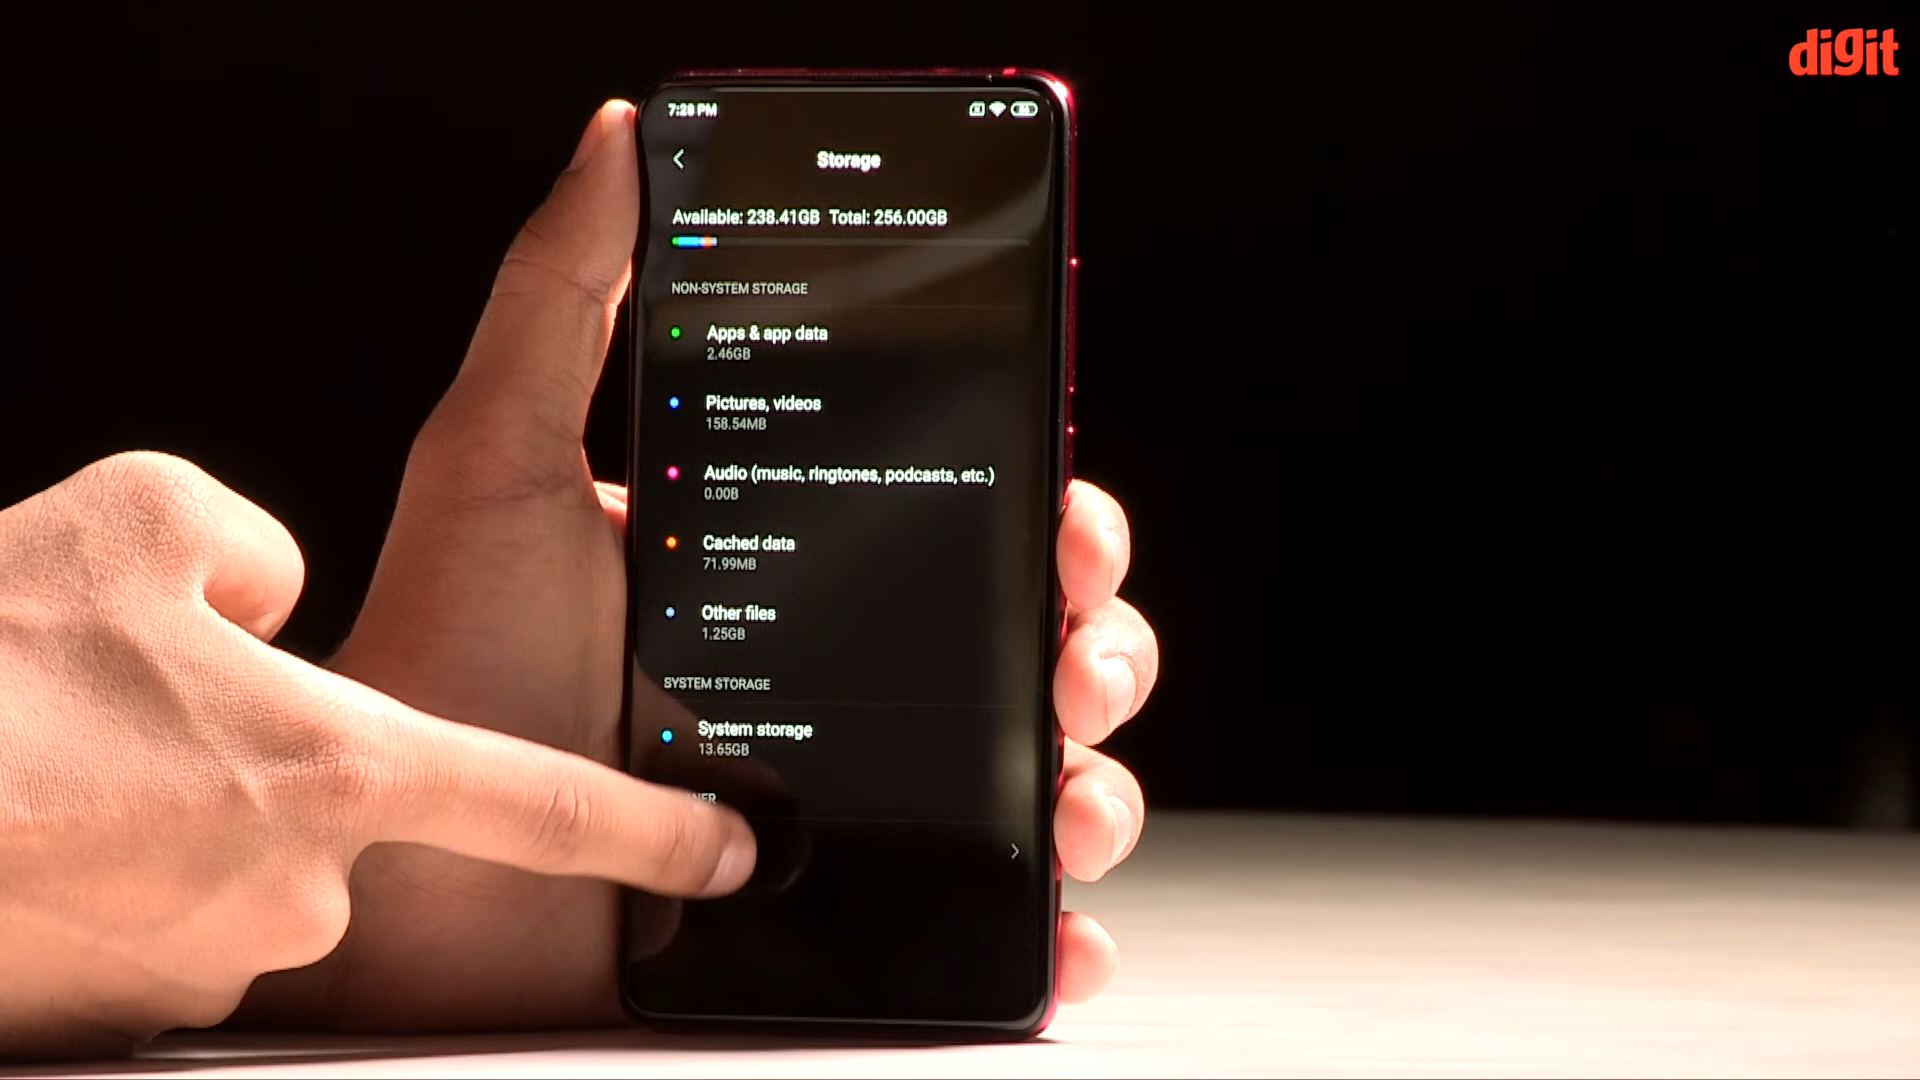 digit
7:28 PM
Storage
Available: 238.41GB Total: 256.00GB
NON-SYSTEM STORAGE
Apps & app data
2.46GB
Pictures, videos
158.54MB
Audio (music, ringtones, podcasts, etc.)
0.00B
Cached data
71.99MB
Other files
1.25GB
SYSTEM STORAGE
System storage
13.65GB